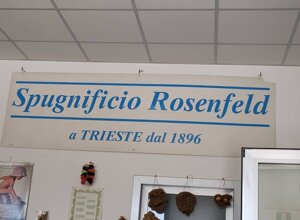 Spugnificio Rosenfeld
a TRIESTE dal 1896